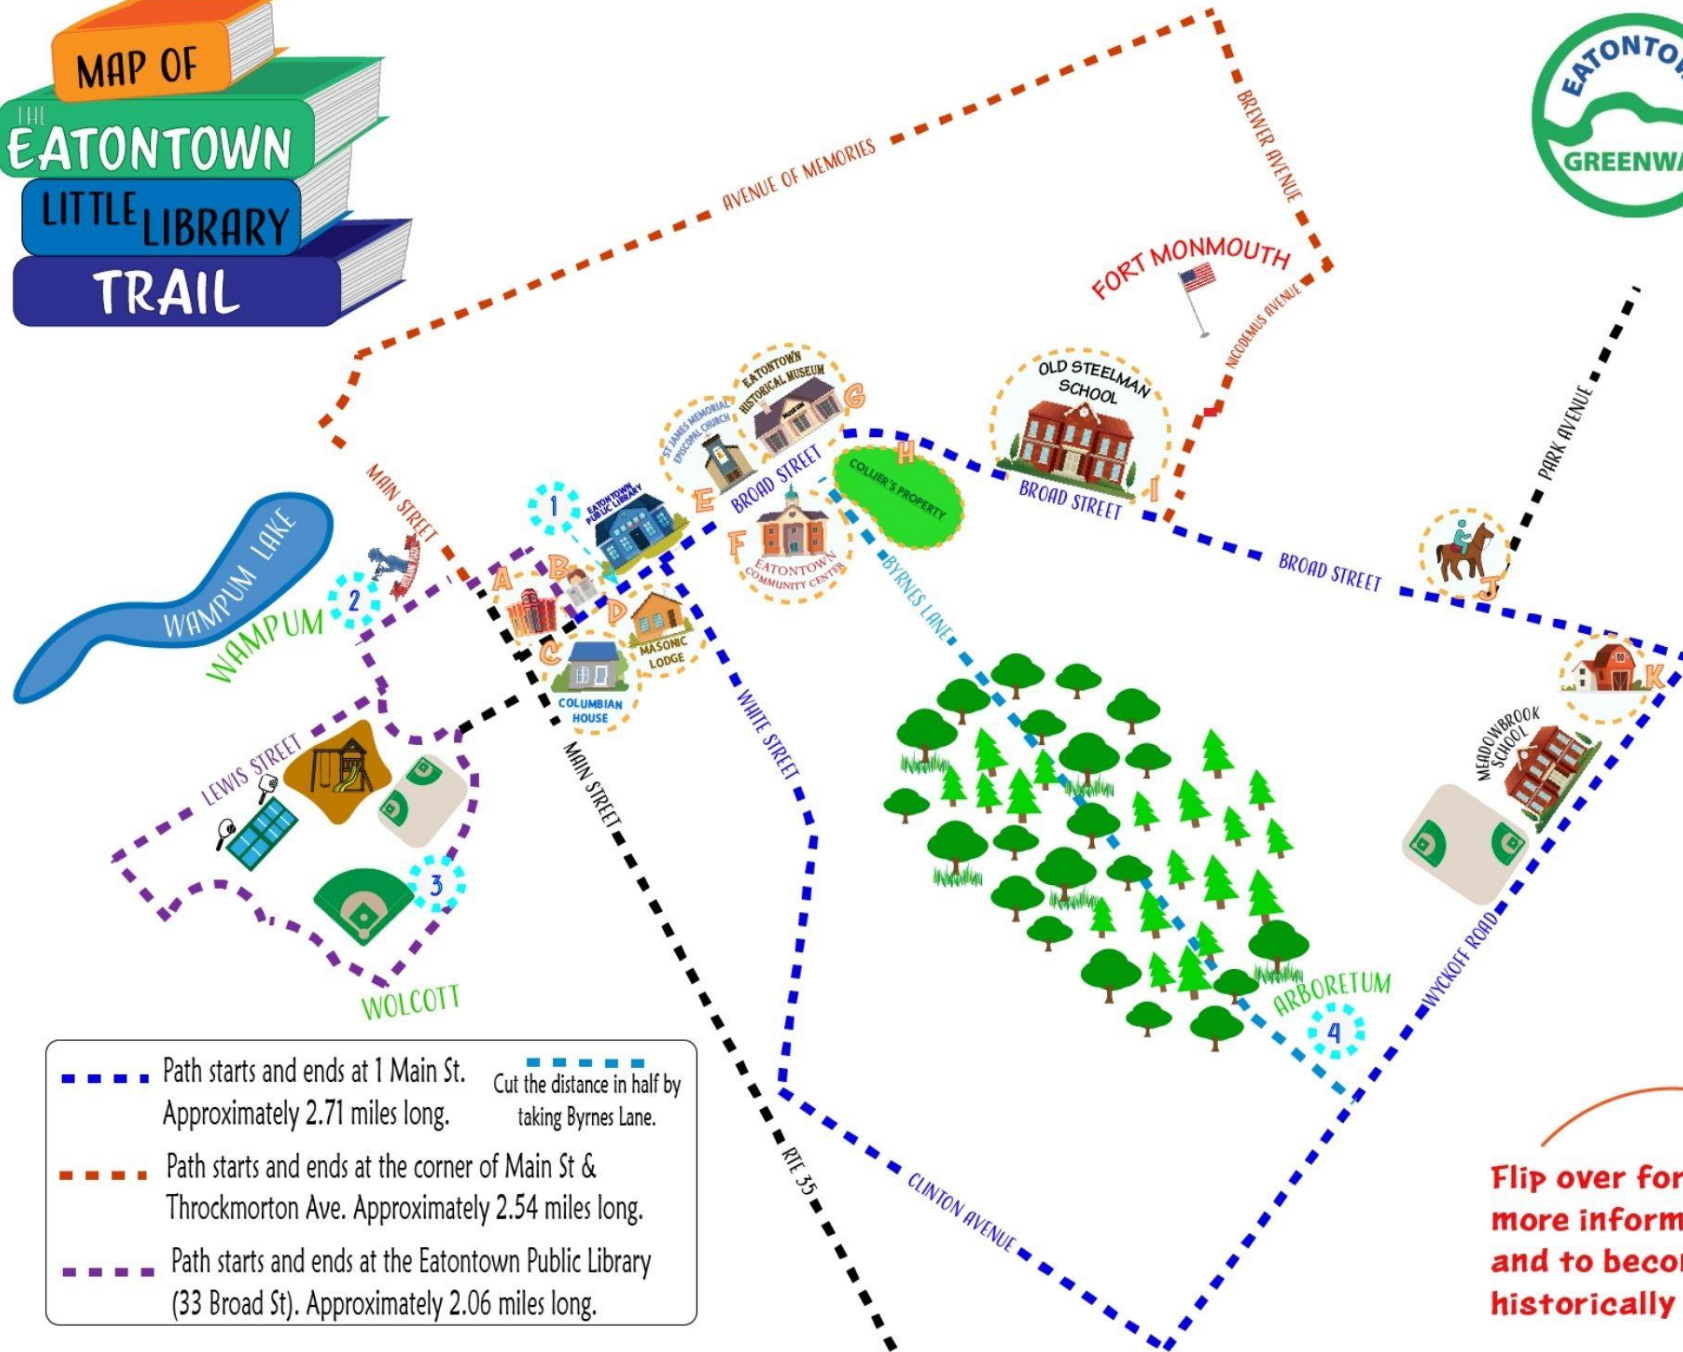 MAP OF
THE
EATONTOWN
LITTLE LIBRARY
TRAIL
GREENWA
AVENUE OF MEMORIES
BREWER AVENUE
FORT MONMOUTH
NICODEMUS AVENUE
PARK AVENUE
EATONTOWN
HISTORICAL MUSEUM
MUSEUM
G
ST JAMES MEMORIAL
EPISCOPAL CHURCH
E
OLD STEELMAN
SCHOOL
I
H
COLLIER'S PROPERTY
BROAD STREET
BROAD STREET
BROAD STREET
MAIN STREET
1
EATONTOWN
PUBLIC LIBRARY
F
EATONTOWN
COMMUNITY CENTER
BYRNES LANE
J
K
WAMPUM LAKE
WAMPUM
2
A
B
C
D
MASONIC
LODGE
COLUMBIAN
HOUSE
MEADOWBROOK
SCHOOL
WHITE STREET
LEWIS STREET
MAIN STREET
3
WOLCOTT
ARBORETUM
4
WYCKOFF ROAD
CLINTON AVENUE
RTE 35
Path starts and ends at 1 Main St.
Approximately 2.71 miles long.
Cut the distance in half by
taking Byrnes Lane.
Path starts and ends at the corner of Main St &
Throckmorton Ave. Approximately 2.54 miles long.
Path starts and ends at the Eatontown Public Library
(33 Broad St). Approximately 2.06 miles long.
Flip over for
more inform
and to becom
historically